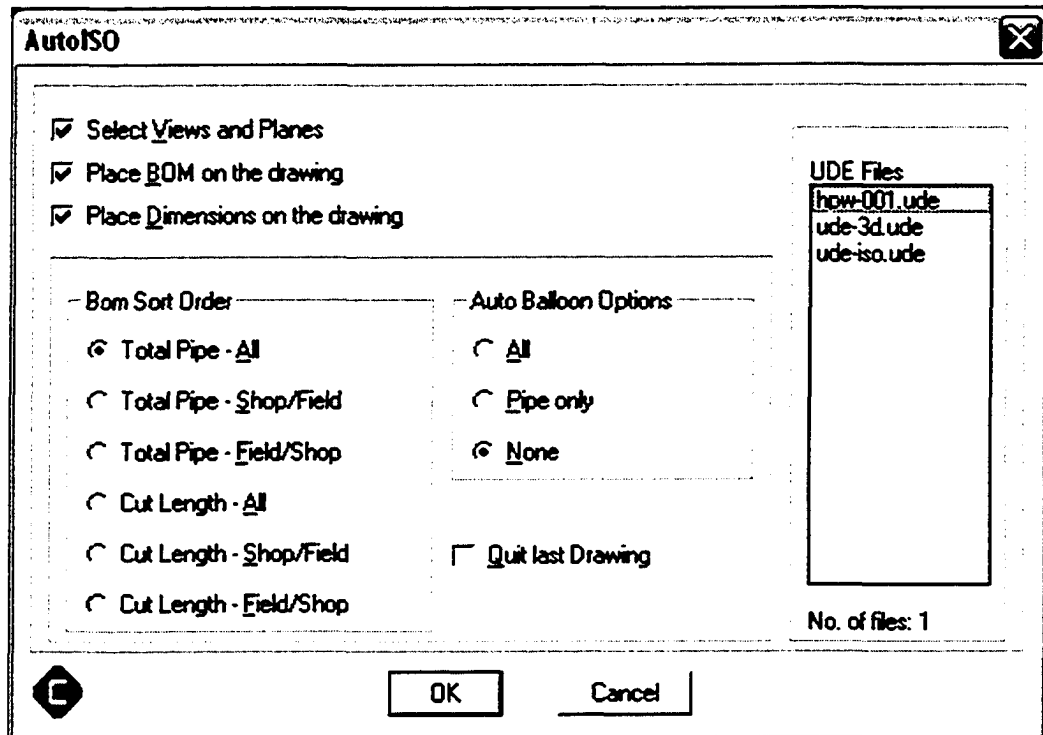 AutoISO
Select Views and Planes
Place BOM on the drawing
Place Dimensions on the drawing
Bom Sort Order
Total Pipe - All
Total Pipe - Shop/Field
Total Pipe - Field/Shop
Cut Length - All
Cut Length - Shop/Field
Cut Length - Field/Shop
Auto Balloon Options
All
Pipe only
None
Quit last Drawing
UDE Files
hpw-001.ude
ude-3d.ude
ude-iso.ude
No. of files: 1
C
OK
Cancel